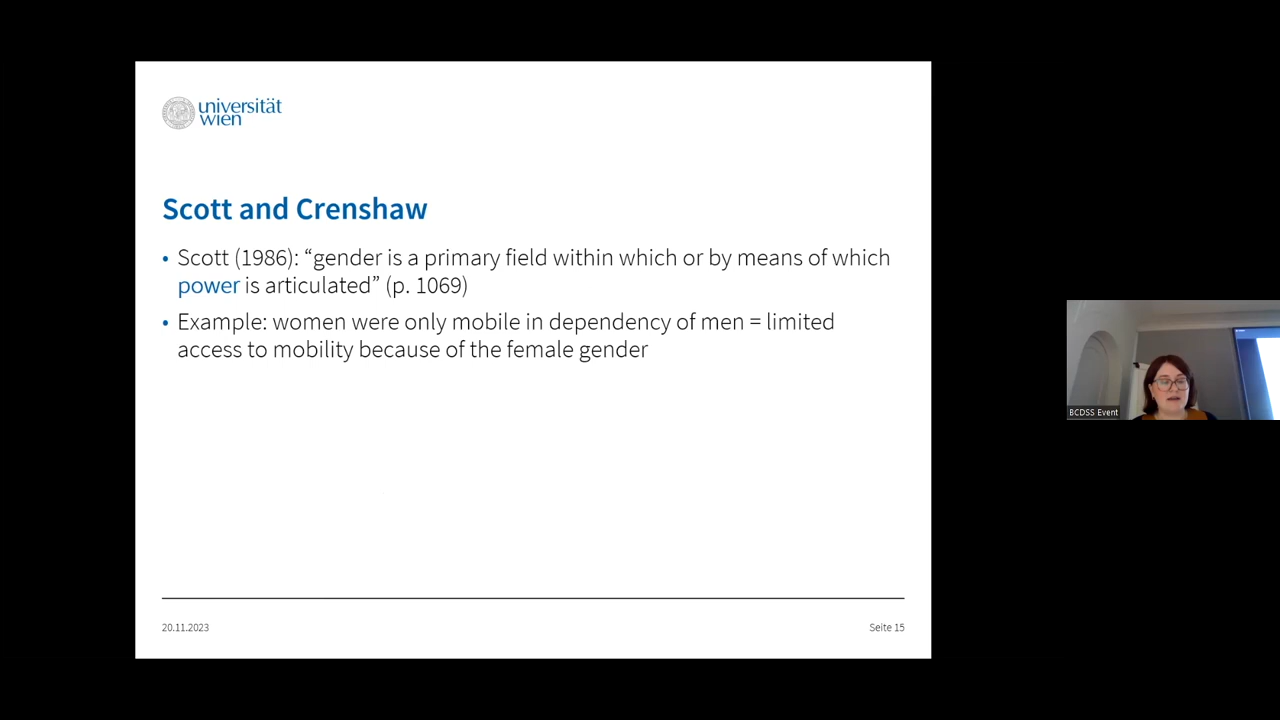 universität
wien
Scott and Crenshaw
• Scott (1986): “gender is a primary field within which or by means of which
power is articulated” (p. 1069)
• Example: women were only mobile in dependency of men = limited
access to mobility because of the female gender
BCDSS Event
20.11.2023
Seite 15